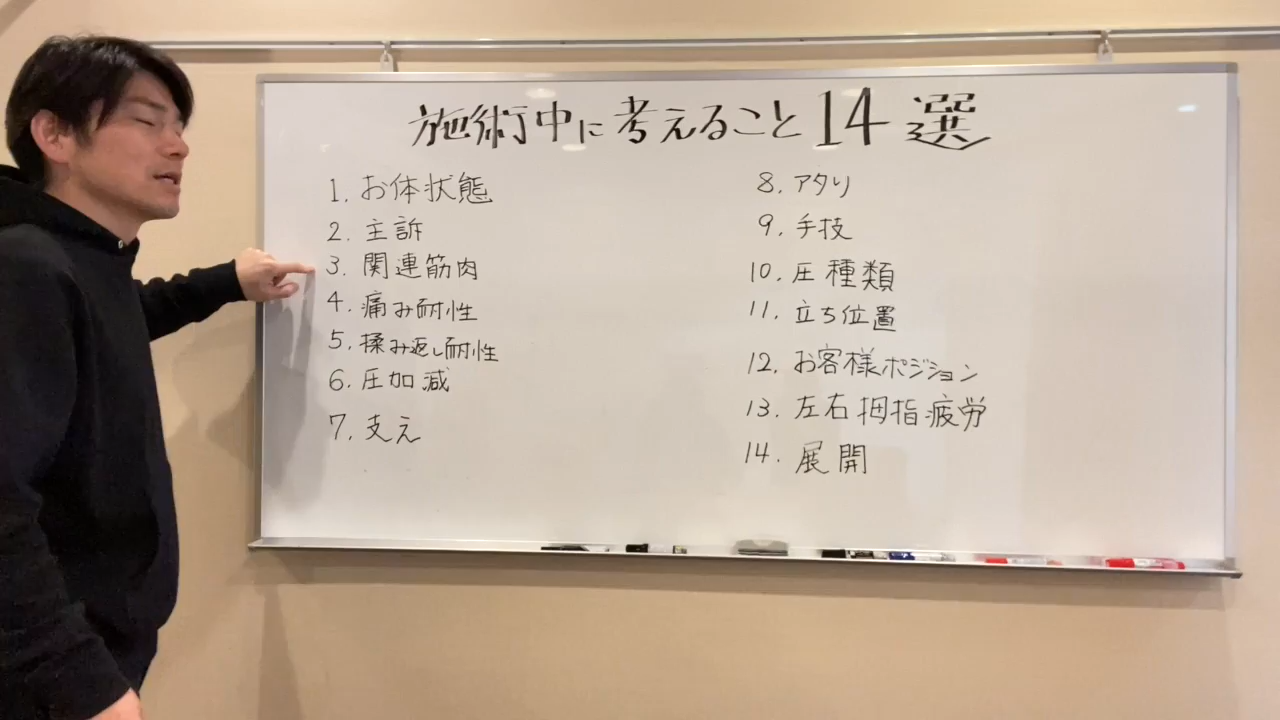 施術中に考えること14選
1. お体状態
2. 主訴
3. 関連筋肉
4. 痛み耐性
5. 揉み返し耐性
6. 圧加減
7. 支え
8. アタリ
9. 手技
10. 圧種類
11. 立ち位置
12. お客様ポジション
13. 左右拇指疲労
14. 展開